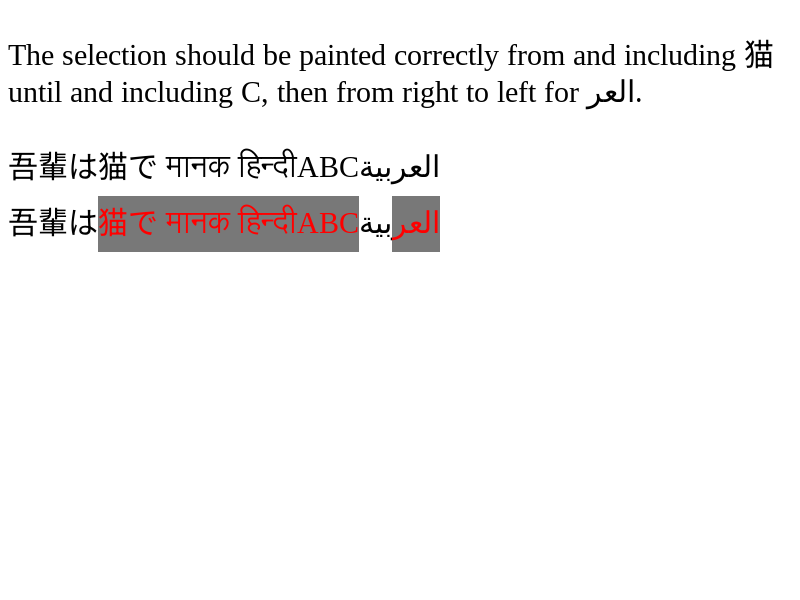 The selection should be painted correctly from and including 猫
until and including C, then from right to left for العر.
吾輩は猫で मानक हिन्दीABCالعربية
吾輩は猫で मानक हिन्दीABCالعربية